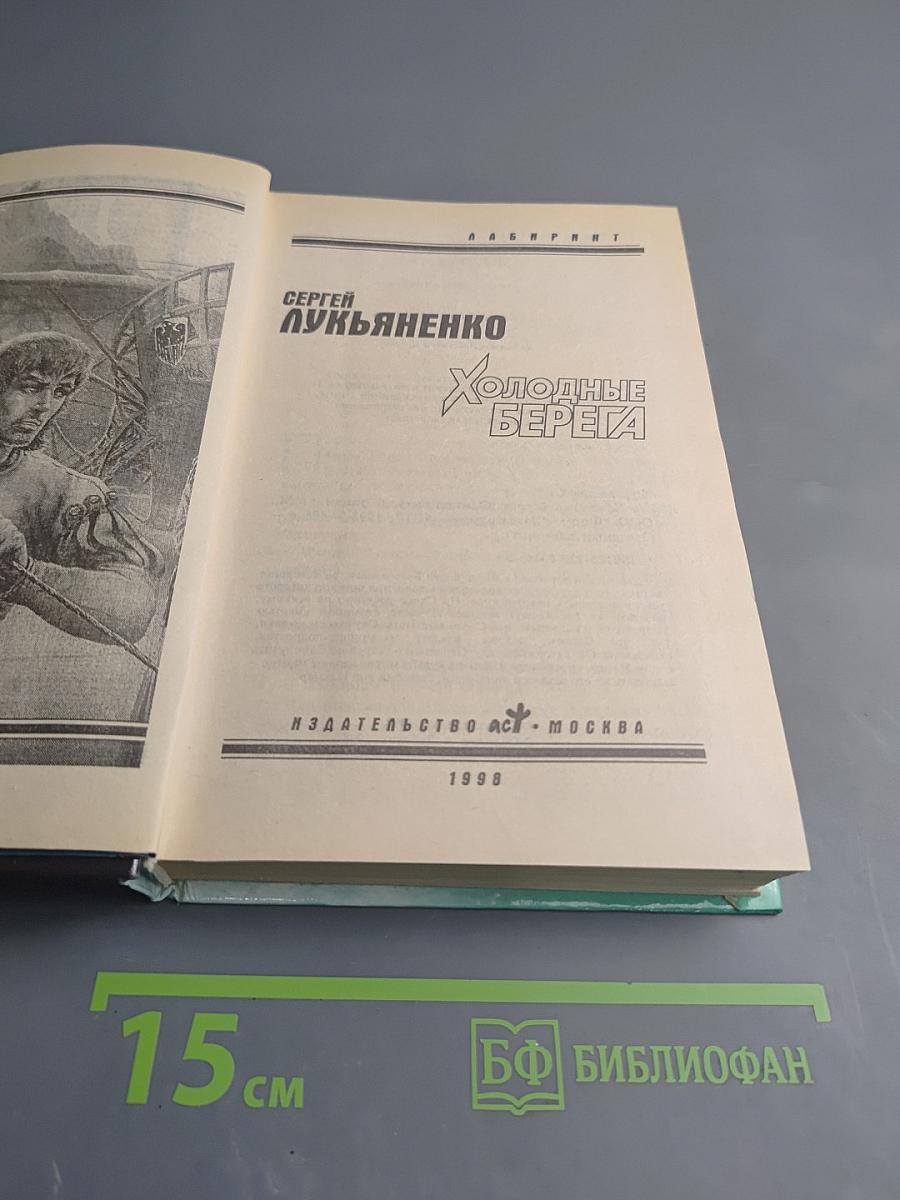 ЛАБИРИНТ
СЕРГЕЙ
ЛУКЬЯНЕНКО
ХОЛОДНЫЕ
БЕРЕГА
ИЗДАТЕЛЬСТВО аст • МОСКВА
1998
15 см
БФ БИБЛИОФАН